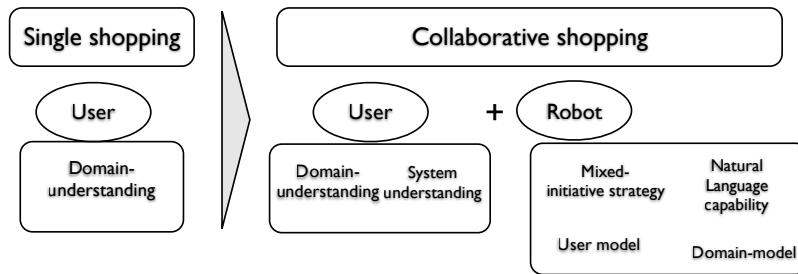 Single shopping
Collaborative shopping
User
User
+
Robot
Domain-
understanding
Domain-
understanding
System
understanding
Mixed-
initiative strategy
Natural
Language
capability
User model
Domain-model